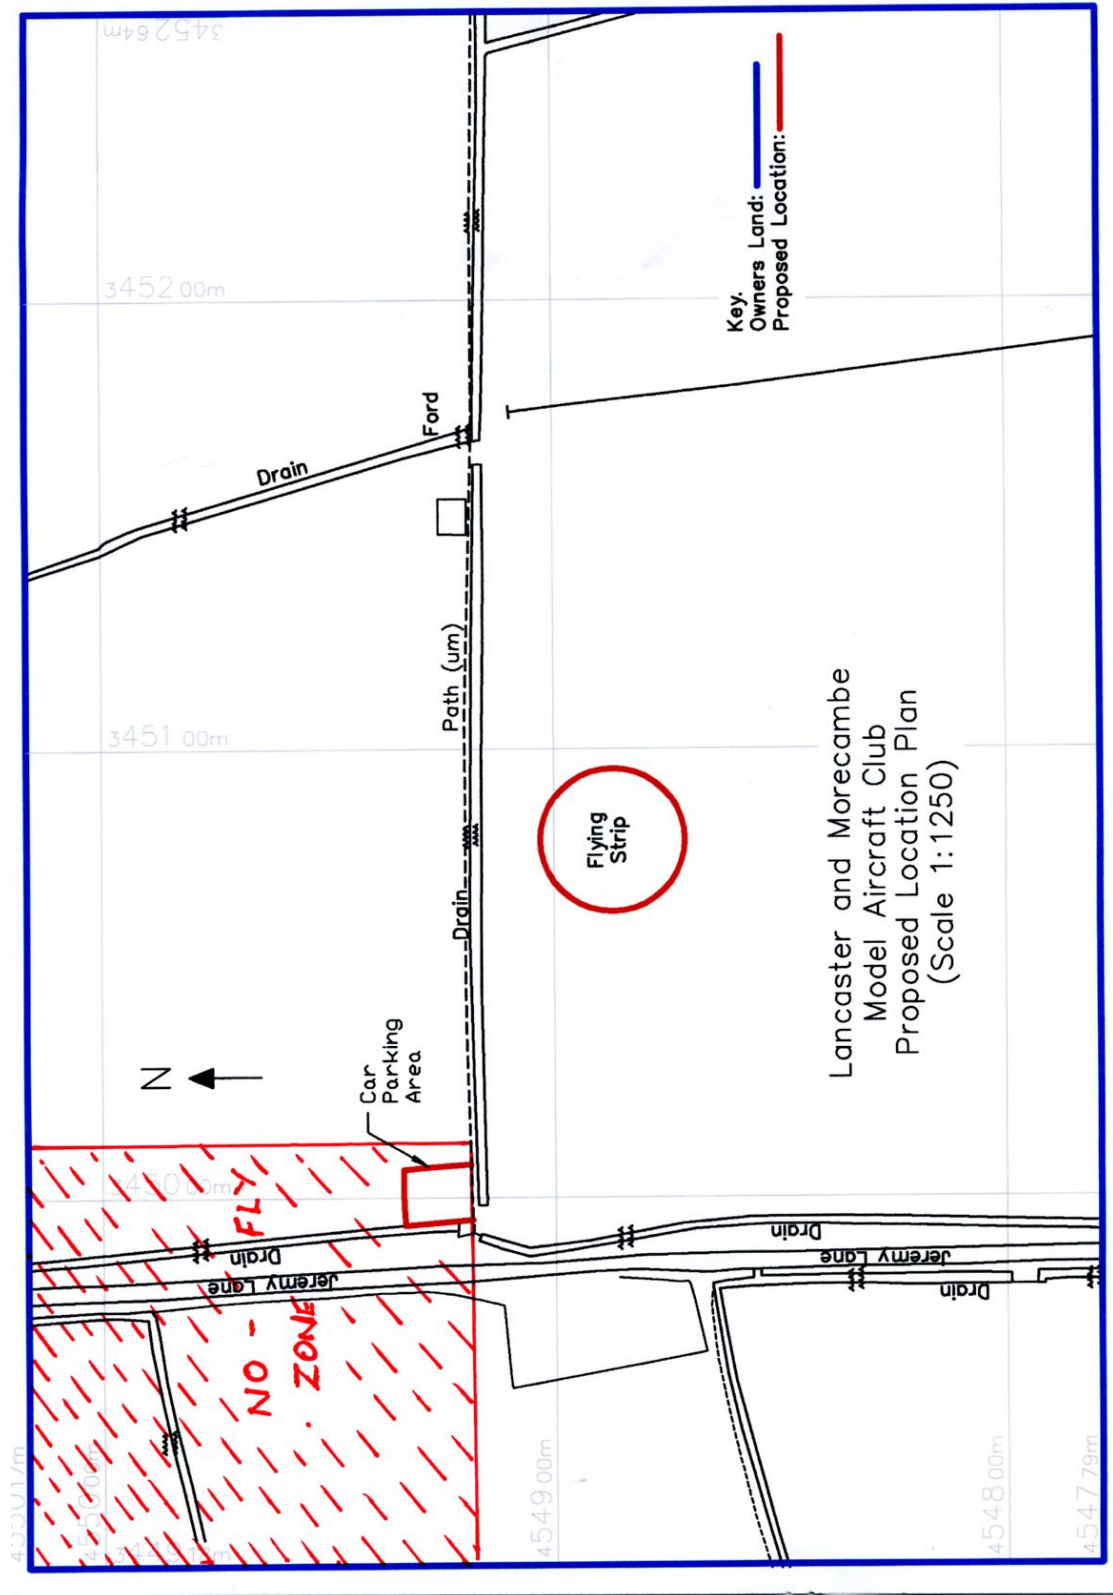 345264m
345200m
Key.
Owners Land:
Proposed Location:
Ford
Drain
Path (um)
345100m
Flying
Strip
Drain
Lancaster and Morecambe
Model Aircraft Club
Proposed Location Plan
(Scale 1:1250)
N
Car
Parking
Area
345000m
NO - FLY
ZONE
Drain
Jeremy Lane
Drain
Jeremy Lane
Drain
454900m
454800m
454779m